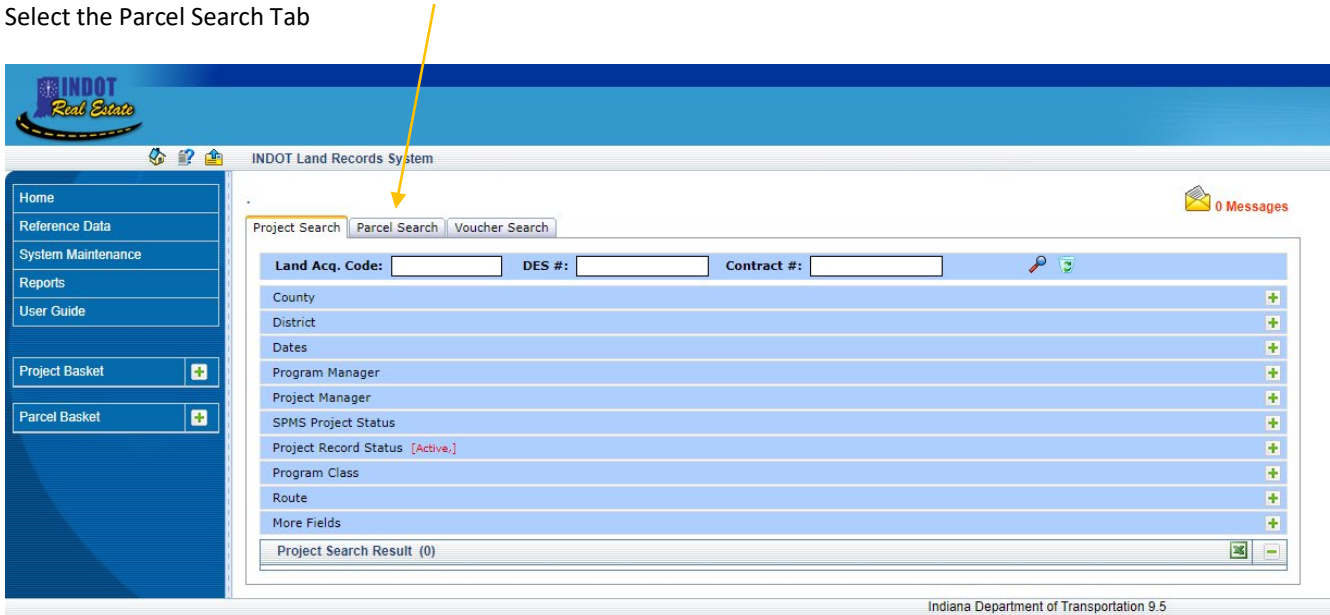 Select the Parcel Search Tab
INDOT
Real Estate
INDOT Land Records System
Home
Reference Data
System Maintenance
Reports
User Guide
Project Basket
Parcel Basket
.
0 Messages
Project Search Parcel Search Voucher Search
Land Acq. Code: DES #: Contract #:
County
District
Dates
Program Manager
Project Manager
SPMS Project Status
Project Record Status [Active,]
Program Class
Route
More Fields
Project Search Result (0)
Indiana Department of Transportation 9.5